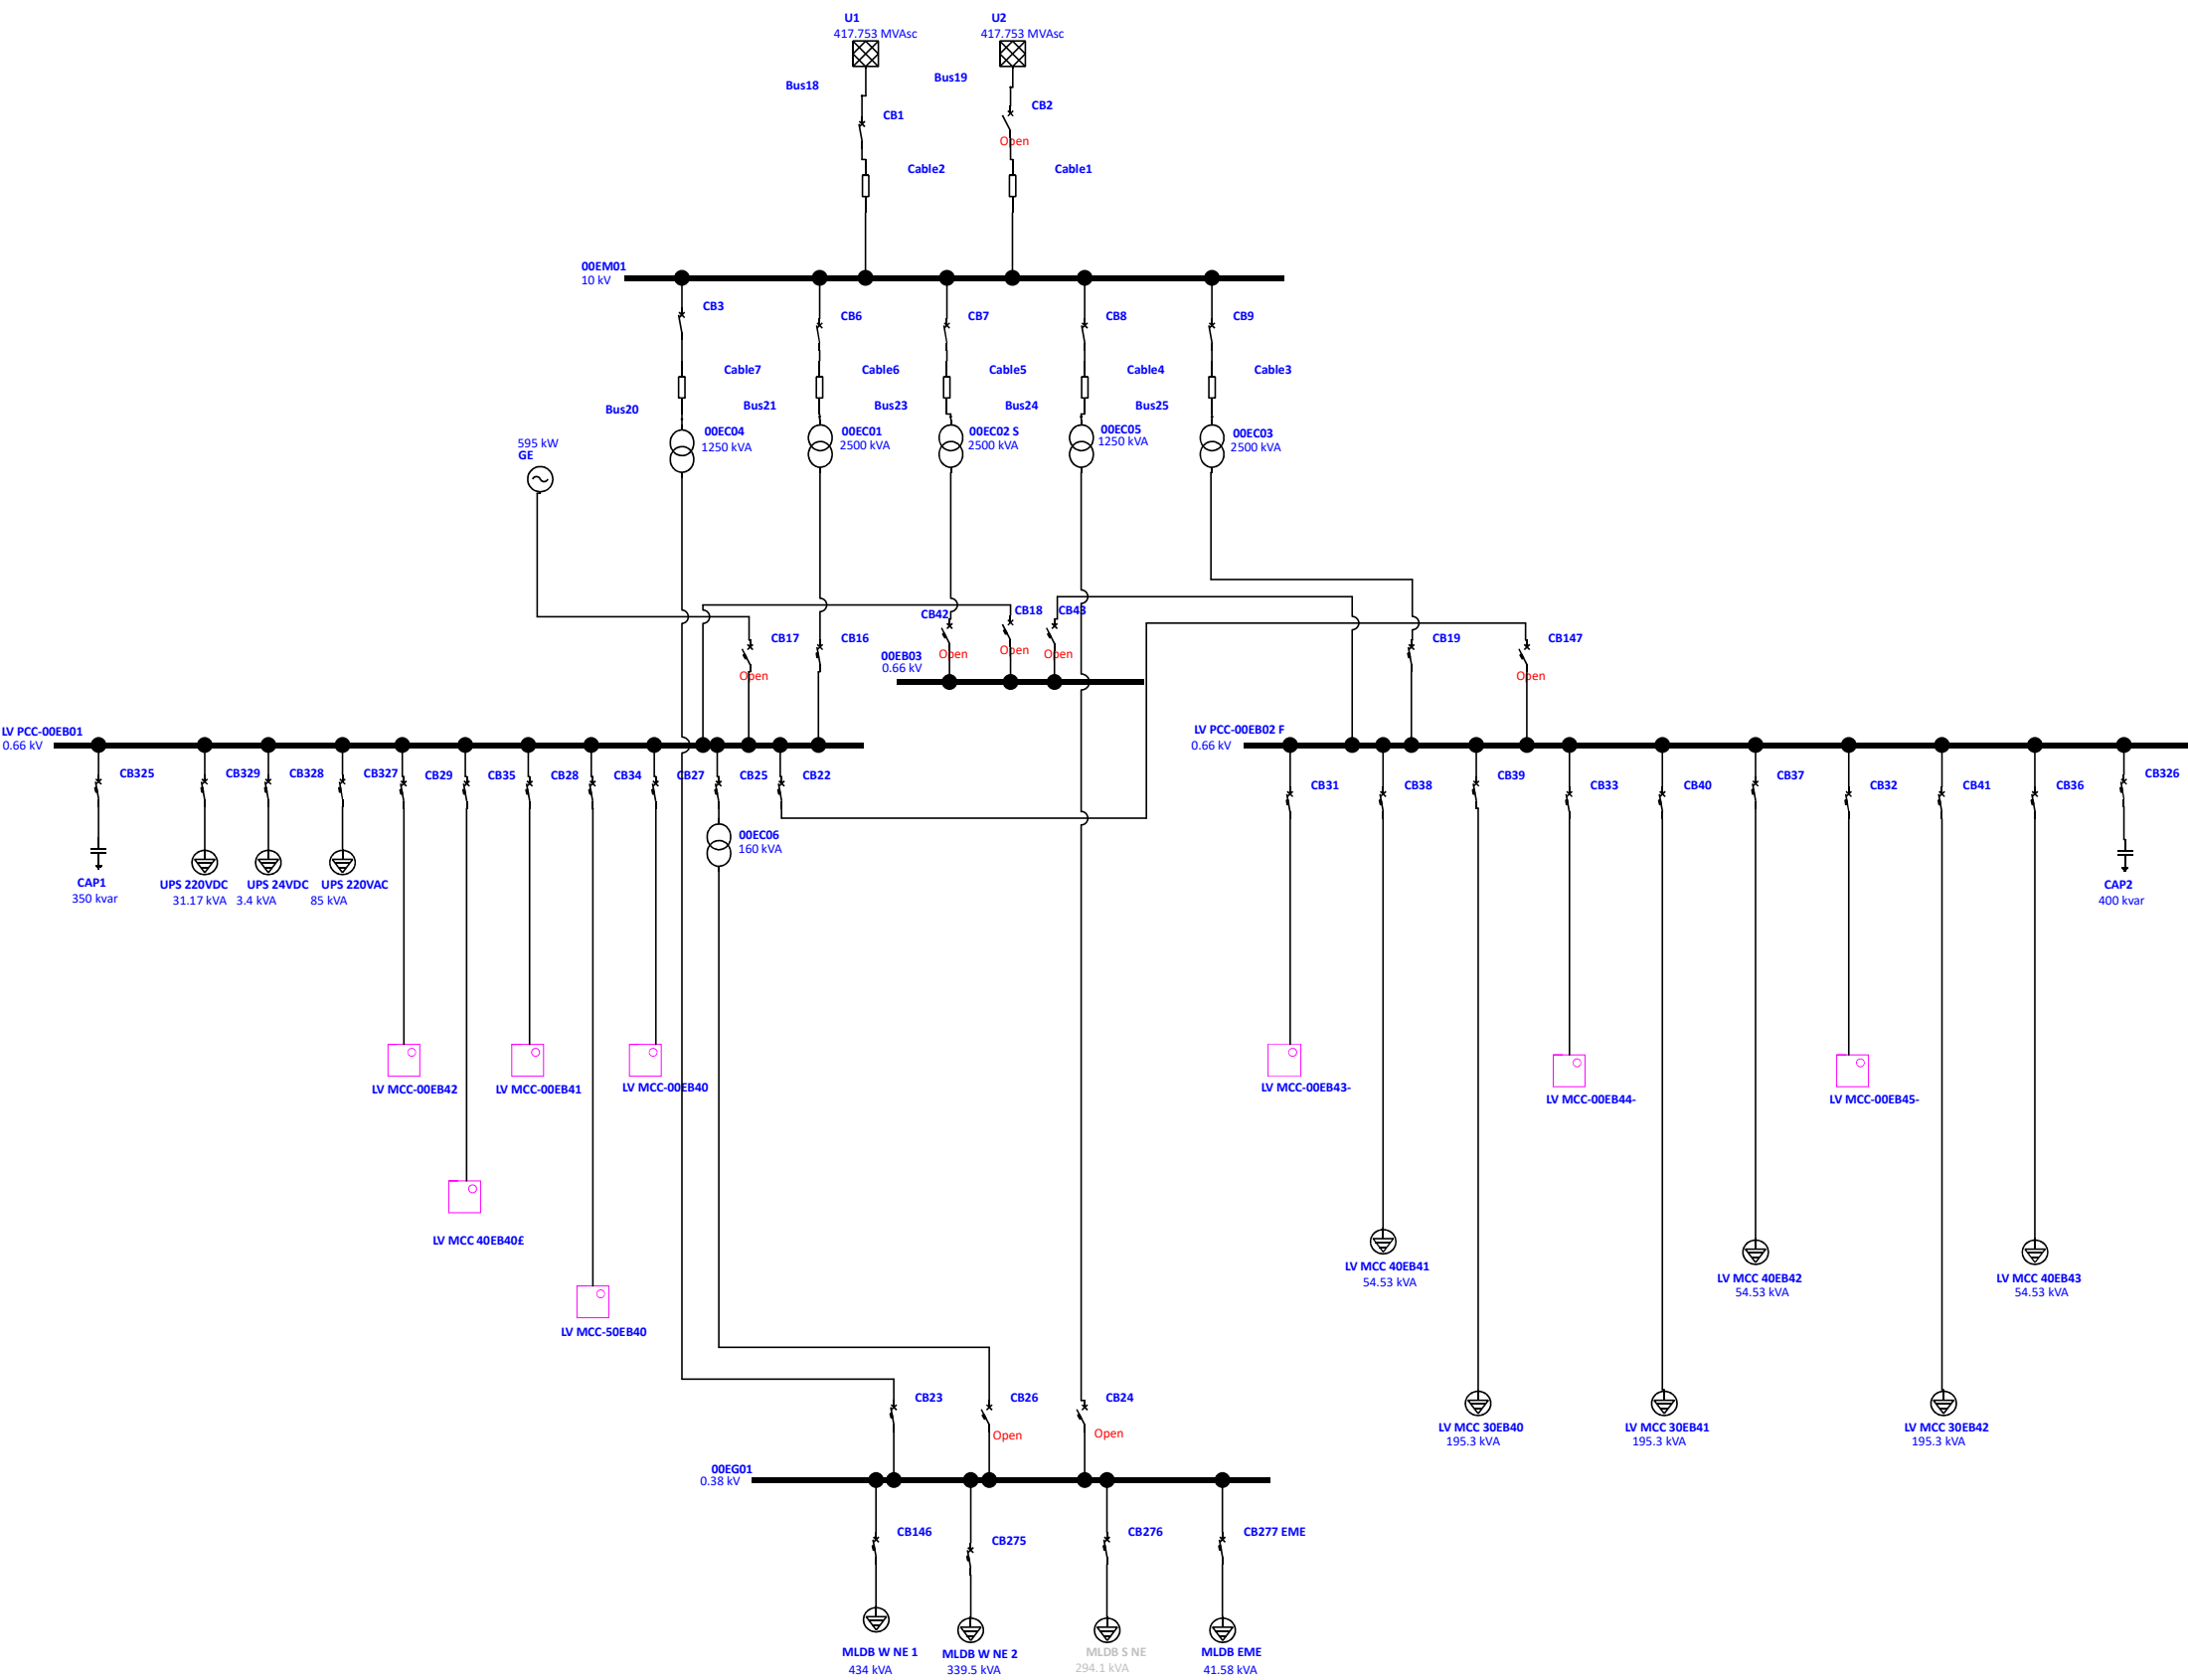 U1
417.753 MVAsc
U2
417.753 MVAsc
Bus18
Bus19
CB1
CB2
Open
Cable2
Cable1
00EM01
10 kV
CB3
CB6
CB7
CB8
CB9
Cable7
Cable6
Cable5
Cable4
Cable3
Bus20
Bus21
Bus23
Bus24
Bus25
00EC04
1250 kVA
00EC01
2500 kVA
00EC02 S
2500 kVA
00EC05
1250 kVA
00EC03
2500 kVA
595 kW
GE
CB17
Open
CB16
CB42
Open
CB18
Open
CB43
Open
00EB03
0.66 kV
CB19
CB147
Open
LV PCC-00EB01
0.66 kV
LV PCC-00EB02 F
0.66 kV
CB325
CB329
CB328
CB327
CB29
CB35
CB28
CB34
CB27
CB25
CB22
CB31
CB38
CB39
CB33
CB40
CB37
CB32
CB41
CB36
CB326
00EC06
160 kVA
CAP1
350 kvar
UPS 220VDC
31.17 kVA
UPS 24VDC
3.4 kVA
UPS 220VAC
85 kVA
CAP2
400 kvar
LV MCC-00EB42
LV MCC-00EB41
LV MCC-00EB40
LV MCC-00EB43-
LV MCC-00EB44-
LV MCC-00EB45-
LV MCC 40EB40£
LV MCC 40EB41
54.53 kVA
LV MCC 40EB42
54.53 kVA
LV MCC 40EB43
54.53 kVA
LV MCC-50EB40
CB23
CB26
Open
CB24
Open
LV MCC 30EB40
195.3 kVA
LV MCC 30EB41
195.3 kVA
LV MCC 30EB42
195.3 kVA
00EG01
0.38 kV
CB146
CB275
CB276
CB277 EME
MLDB W NE 1
434 kVA
MLDB W NE 2
339.5 kVA
MLDB S NE
294.1 kVA
MLDB EME
41.58 kVA